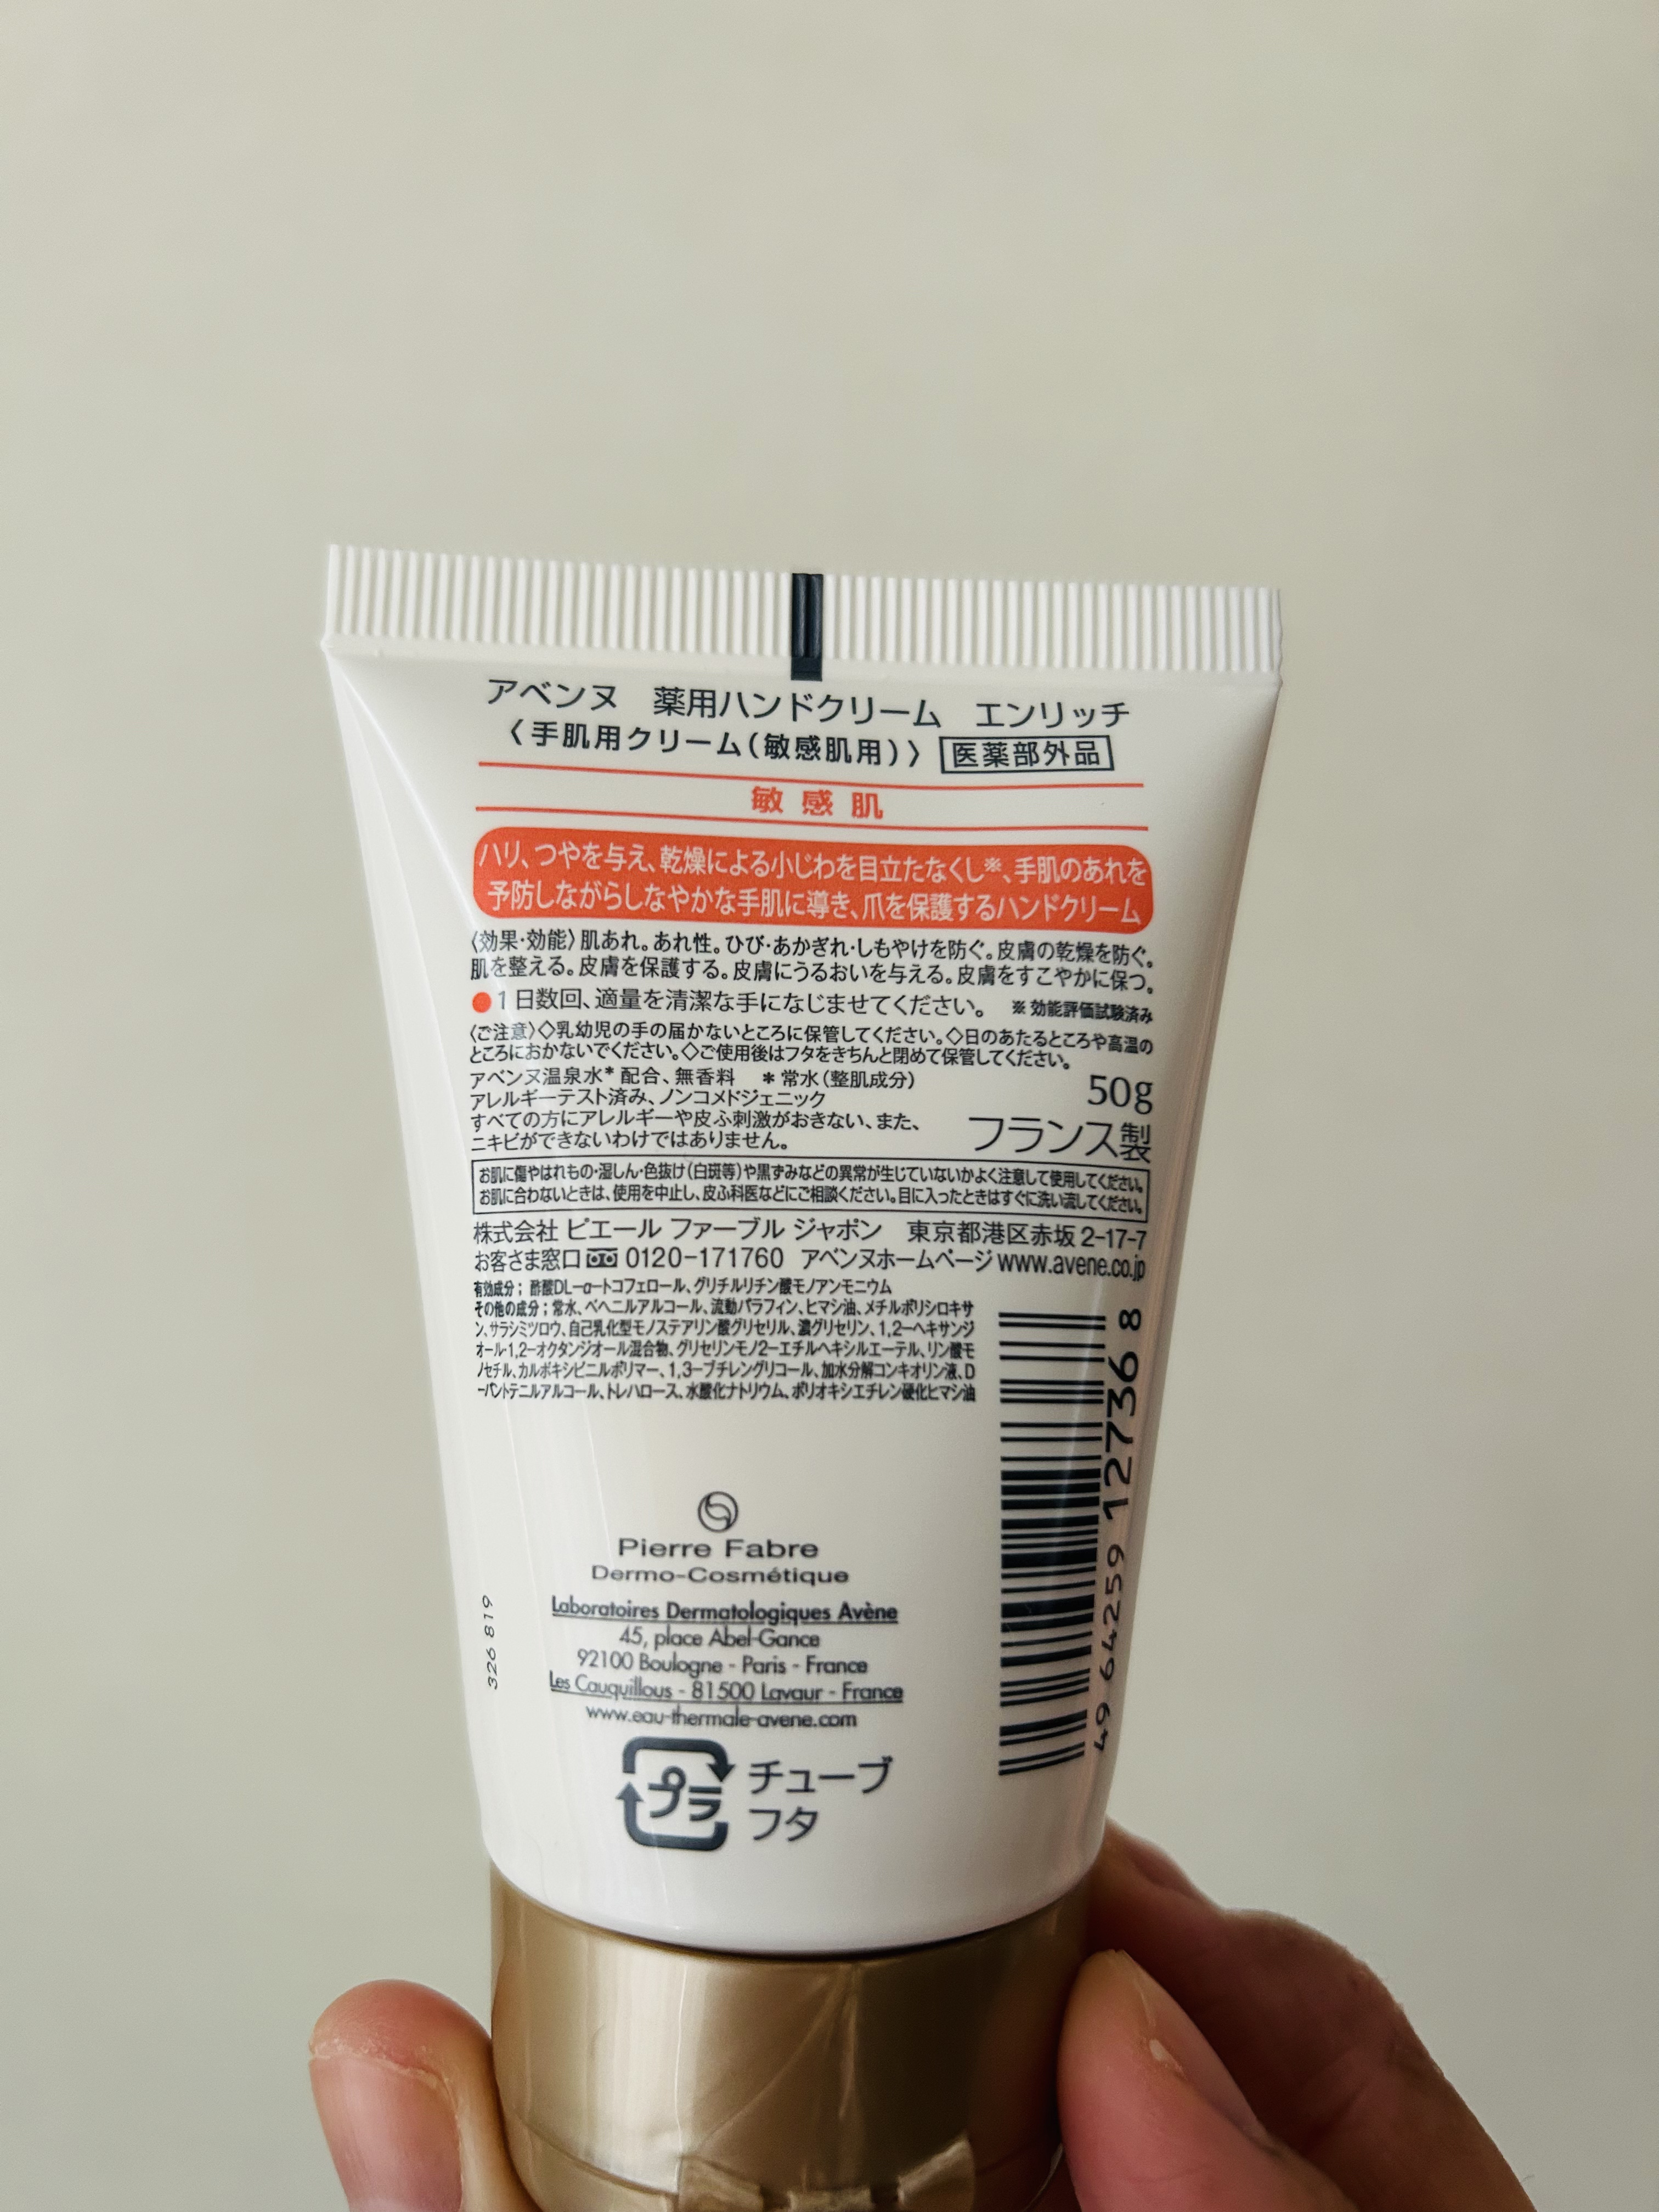 アベンヌ 薬用ハンドクリーム エンリッチ
〈手肌用クリーム(敏感肌用)〉 医薬部外品
敏感肌
ハリ、つやを与え、乾燥による小じわを目立たなくし※、手肌のあれを
予防しながらしなやかな手肌に導き、爪を保護するハンドクリーム
〈効果・効能〉肌あれ。あれ性。ひび・あかぎれ・しもやけを防ぐ。皮膚の乾燥を防ぐ。
肌を整える。皮膚を保護する。皮膚にうるおいを与える。皮膚をすこやかに保つ。
●1日数回、適量を清潔な手になじませてください。 ※効能評価試験済み
〈ご注意〉◇乳幼児の手の届かないところに保管してください。◇日のあたるところや高温の
ところにおかないでください。◇ご使用後はフタをきちんと閉めて保管してください。
アベンヌ温泉水*配合、無香料 *常水(整肌成分)
アレルギーテスト済み、ノンコメドジェニック
すべての方にアレルギーや皮ふ刺激がおきない、また、
ニキビができないわけではありません。
50g
フランス製
お肌に傷やはれもの・湿しん・色抜け(白斑等)や黒ずみなどの異常が生じていないかよく注意して使用してください。
お肌に合わないときは、使用を中止し、皮ふ科医などにご相談ください。目に入ったときはすぐに洗い流してください。
株式会社 ピエール ファーブル ジャポン 東京都港区赤坂 2-17-7
お客さま窓口 0120-171760 アベンヌホームページ www.avene.co.jp
有効成分; 酢酸DL-α-トコフェロール、グリチルリチン酸モノアンモニウム
その他の成分;常水、ベヘニルアルコール、流動パラフィン、ヒマシ油、メチルポリシロキサ
ン、サラシミツロウ、自己乳化型モノステアリン酸グリセリル、濃グリセリン、1,2-ヘキサンジ
オール・1,2-オクタンジオール混合物、グリセリンモノ2-エチルヘキシルエーテル、リン酸モ
ノセチル、カルボキシビニルポリマー、1,3-ブチレングリコール、加水分解コンキオリン液、D
-パントテニルアルコール、トレハロース、水酸化ナトリウム、ポリオキシエチレン硬化ヒマシ油
49 64259 12736 8
Pierre Fabre
Dermo-Cosmétique
Laboratoires Dermatologiques Avène
45, place Abel-Gance
92100 Boulogne - Paris - France
Les Cauquillous - 81500 Lavaur - France
www.eau-thermale-avene.com
326 819
プラ
チューブ
フタ